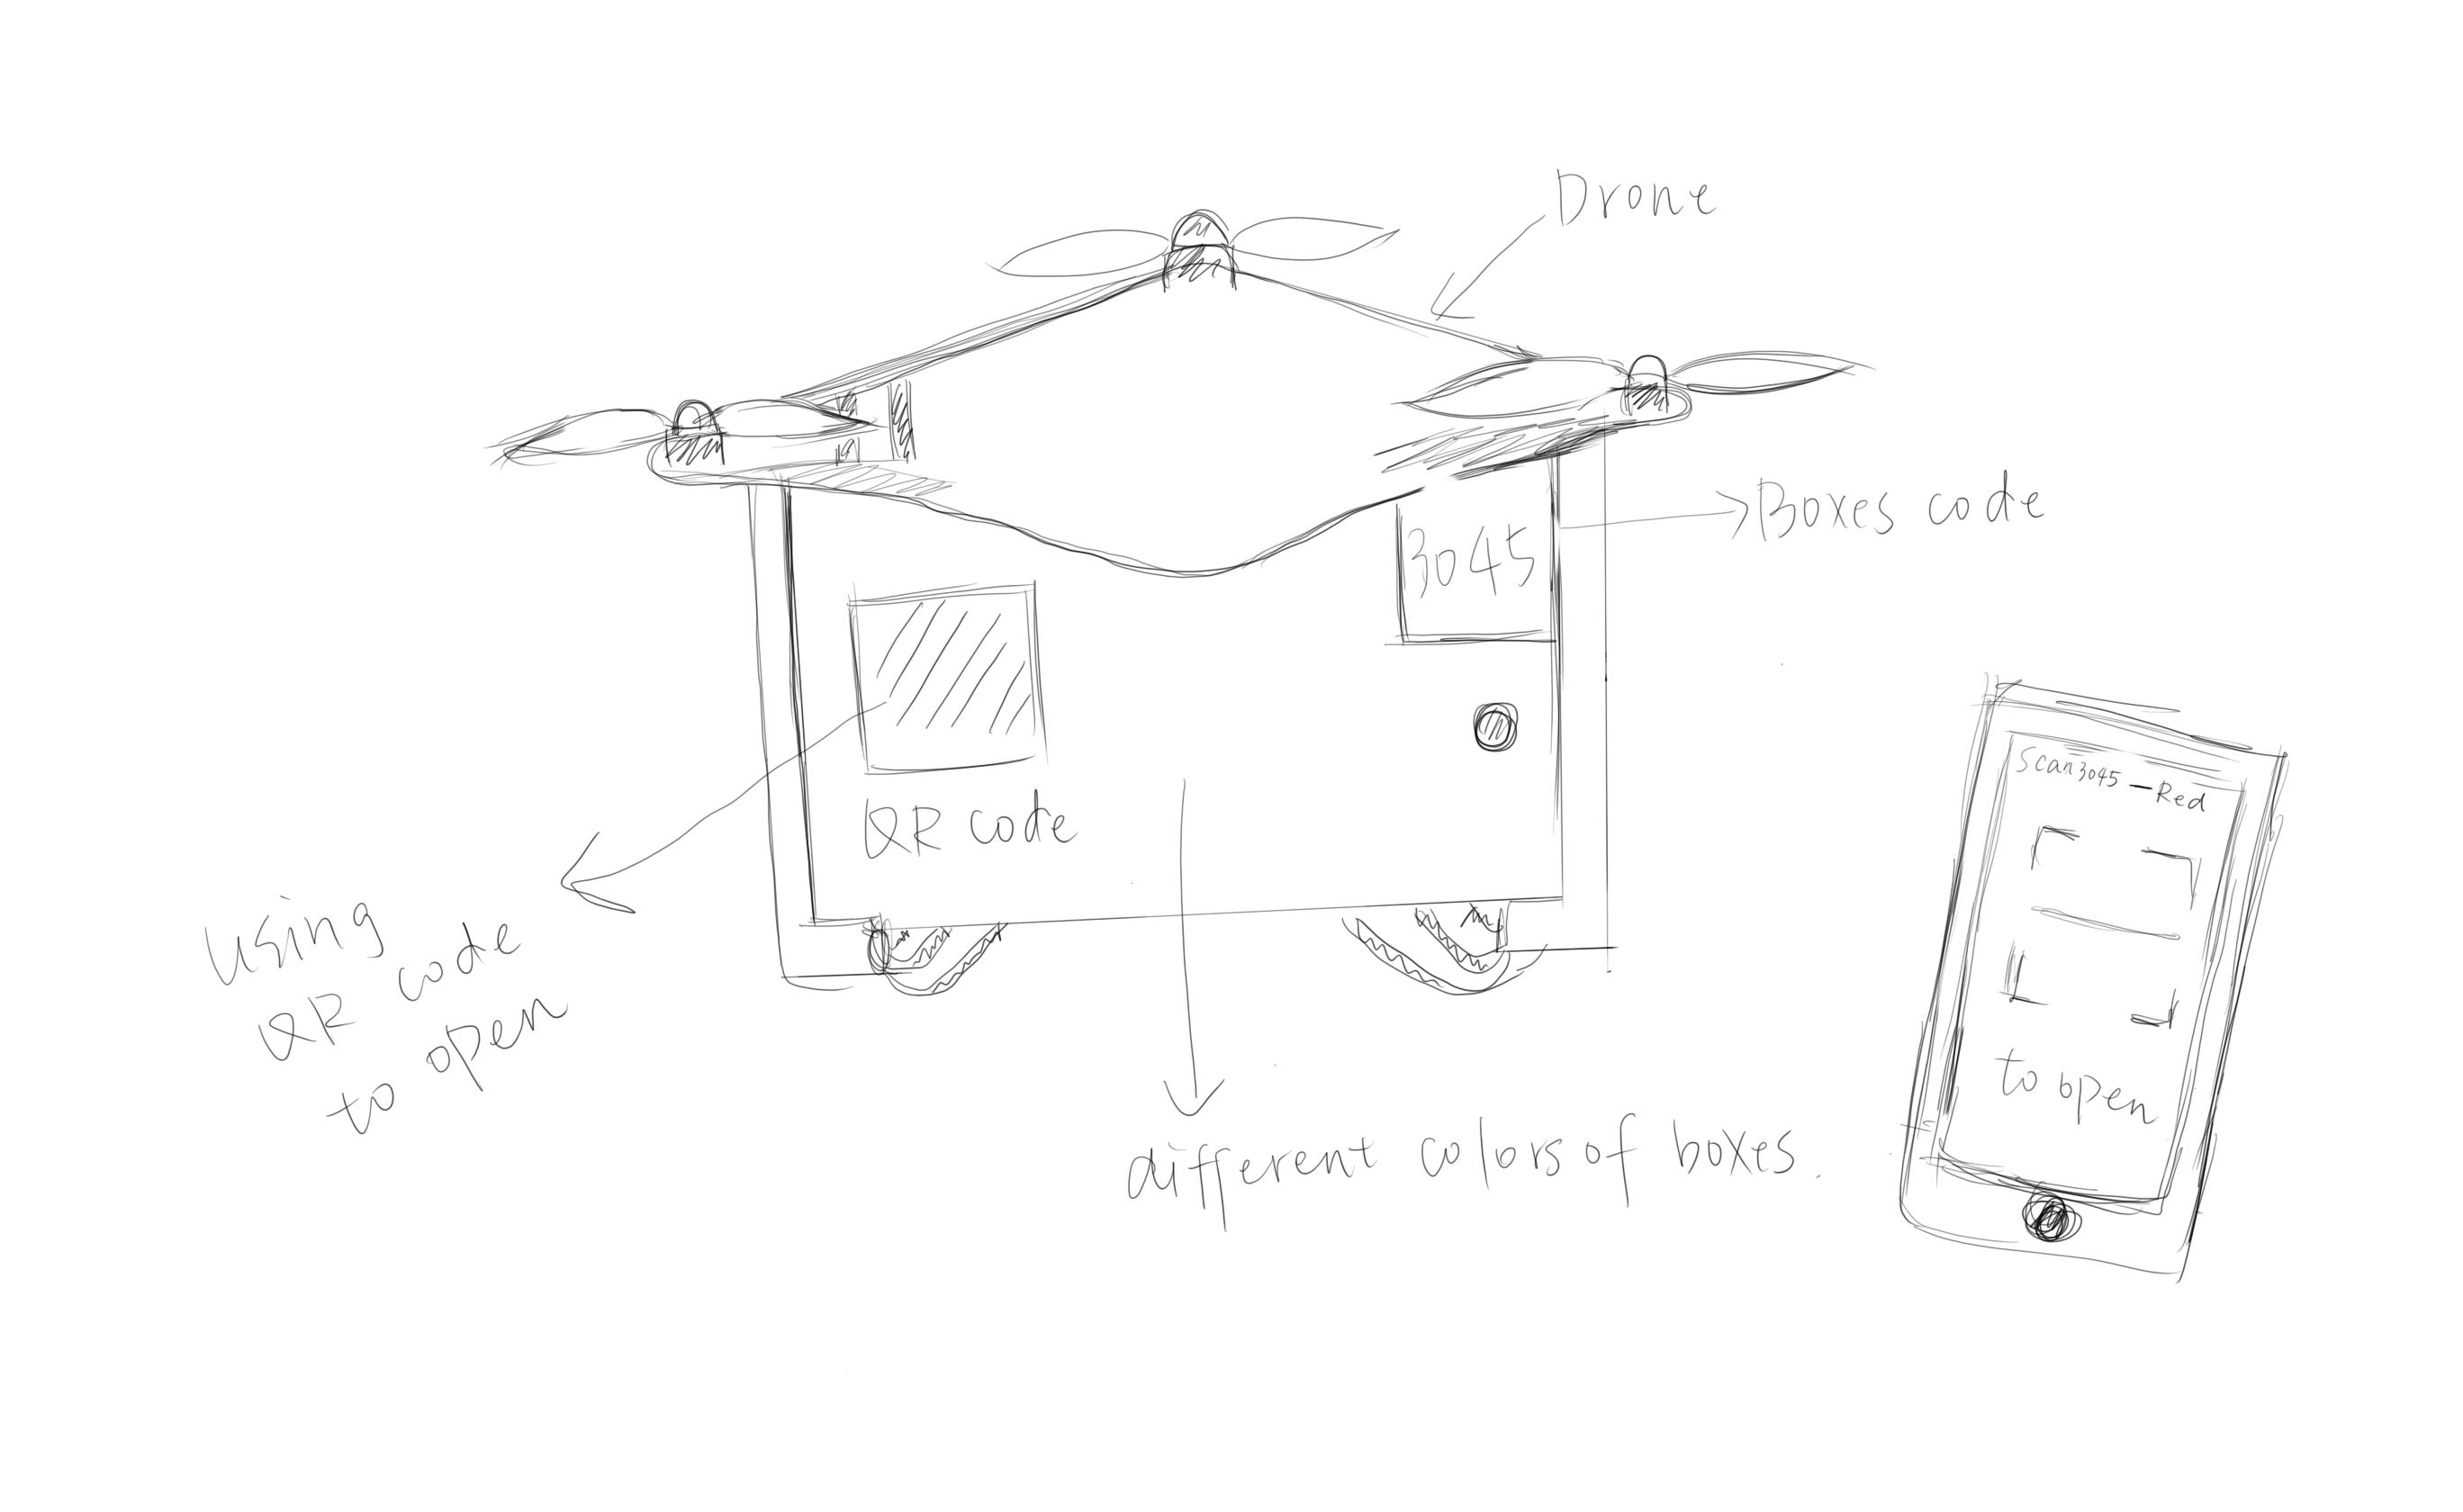 Drone
Boxes code
3045
QR code
using
QR code
to open
different colors of boxes.
Scan3045 - Red
to open